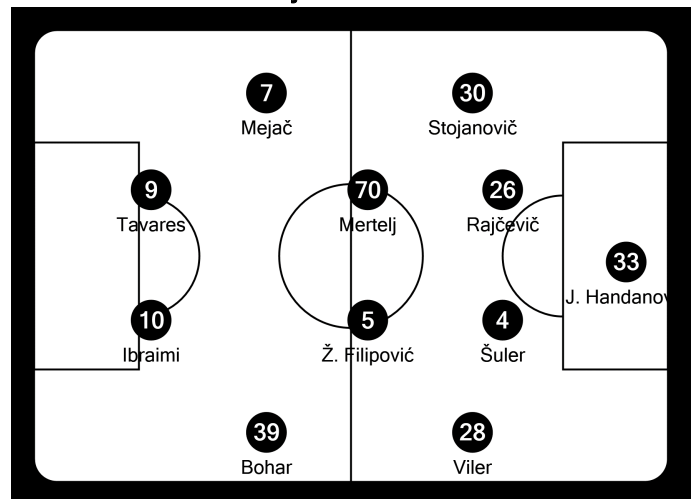 7
Mejač
30
Stojanovič
9
Tavares
70
Mertelj
26
Rajčevič
33
J. Handanov
10
Ibraimi
5
Ž. Filipović
4
Šuler
39
Bohar
28
Viler